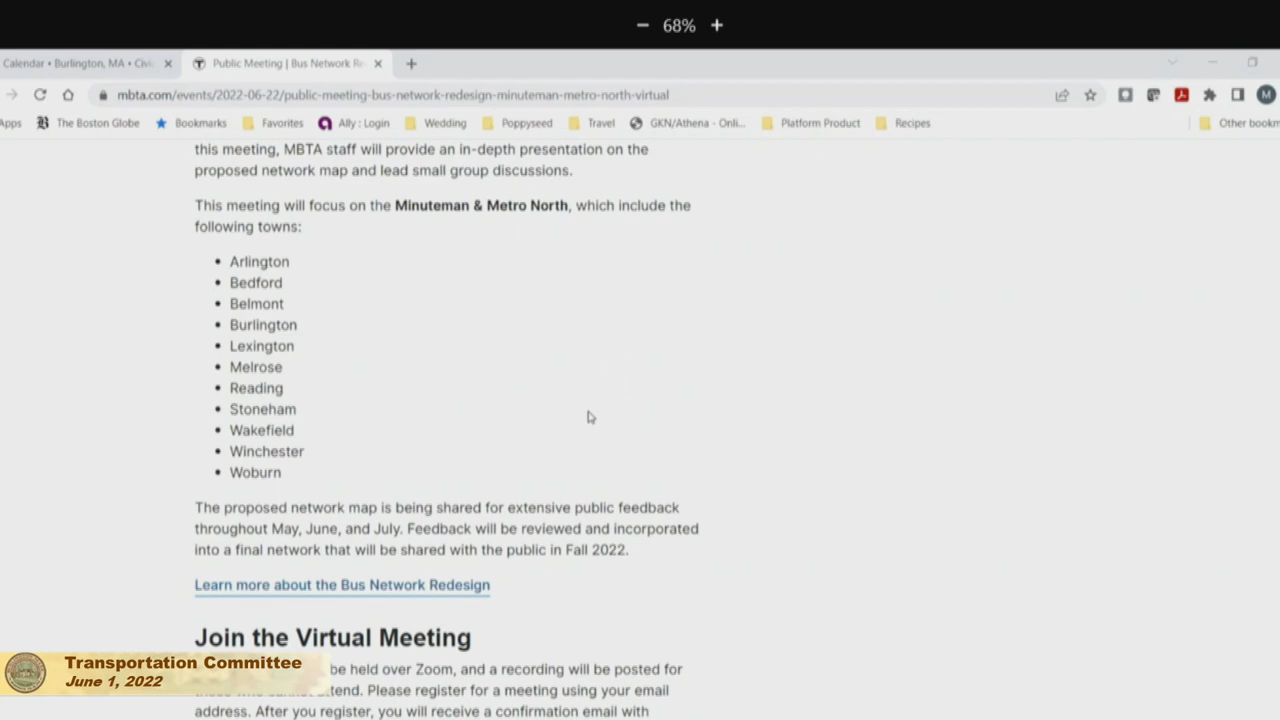 − 68% +
Calendar • Burlington, MA • Civi
Public Meeting | Bus Network Re
mbta.com/events/2022-06-22/public-meeting-bus-network-redesign-minuteman-metro-north-virtual
Apps The Boston Globe Bookmarks Favorites Ally : Login Wedding Poppyseed Travel GKN/Athena - Onli... Platform Product Recipes Other bookm
this meeting, MBTA staff will provide an in-depth presentation on the
proposed network map and lead small group discussions.
This meeting will focus on the Minuteman & Metro North, which include the
following towns:
• Arlington
• Bedford
• Belmont
• Burlington
• Lexington
• Melrose
• Reading
• Stoneham
• Wakefield
• Winchester
• Woburn
The proposed network map is being shared for extensive public feedback
throughout May, June, and July. Feedback will be reviewed and incorporated
into a final network that will be shared with the public in Fall 2022.
Learn more about the Bus Network Redesign
Join the Virtual Meeting
Transportation Committee
June 1, 2022
be held over Zoom, and a recording will be posted for
tend. Please register for a meeting using your email
address. After you register, you will receive a confirmation email with